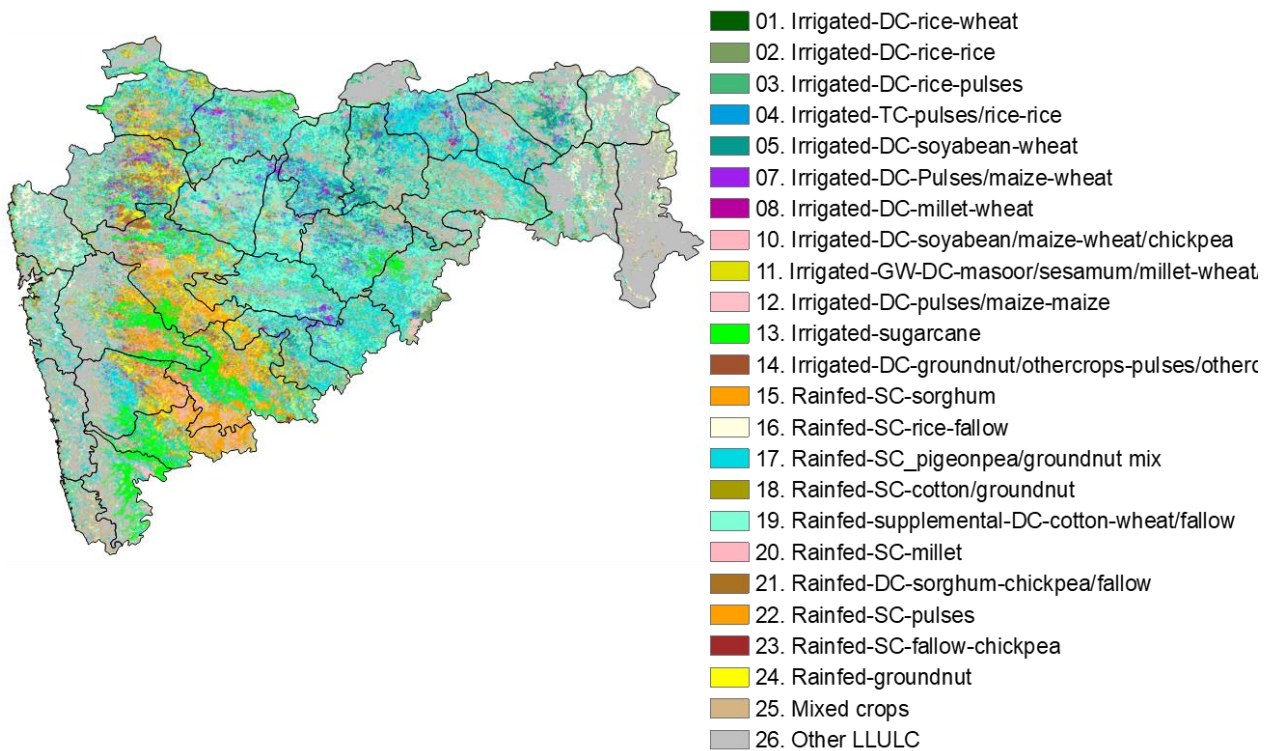 01. Irrigated-DC-rice-wheat
02. Irrigated-DC-rice-rice
03. Irrigated-DC-rice-pulses
04. Irrigated-TC-pulses/rice-rice
05. Irrigated-DC-soyabean-wheat
07. Irrigated-DC-Pulses/maize-wheat
08. Irrigated-DC-millet-wheat
10. Irrigated-DC-soyabean/maize-wheat/chickpea
11. Irrigated-GW-DC-masoor/sesamum/millet-wheat/
12. Irrigated-DC-pulses/maize-maize
13. Irrigated-sugarcane
14. Irrigated-DC-groundnut/othercrops-pulses/otherc
15. Rainfed-SC-sorghum
16. Rainfed-SC-rice-fallow
17. Rainfed-SC_pigeonpea/groundnut mix
18. Rainfed-SC-cotton/groundnut
19. Rainfed-supplemental-DC-cotton-wheat/fallow
20. Rainfed-SC-millet
21. Rainfed-DC-sorghum-chickpea/fallow
22. Rainfed-SC-pulses
23. Rainfed-SC-fallow-chickpea
24. Rainfed-groundnut
25. Mixed crops
26. Other LLULC